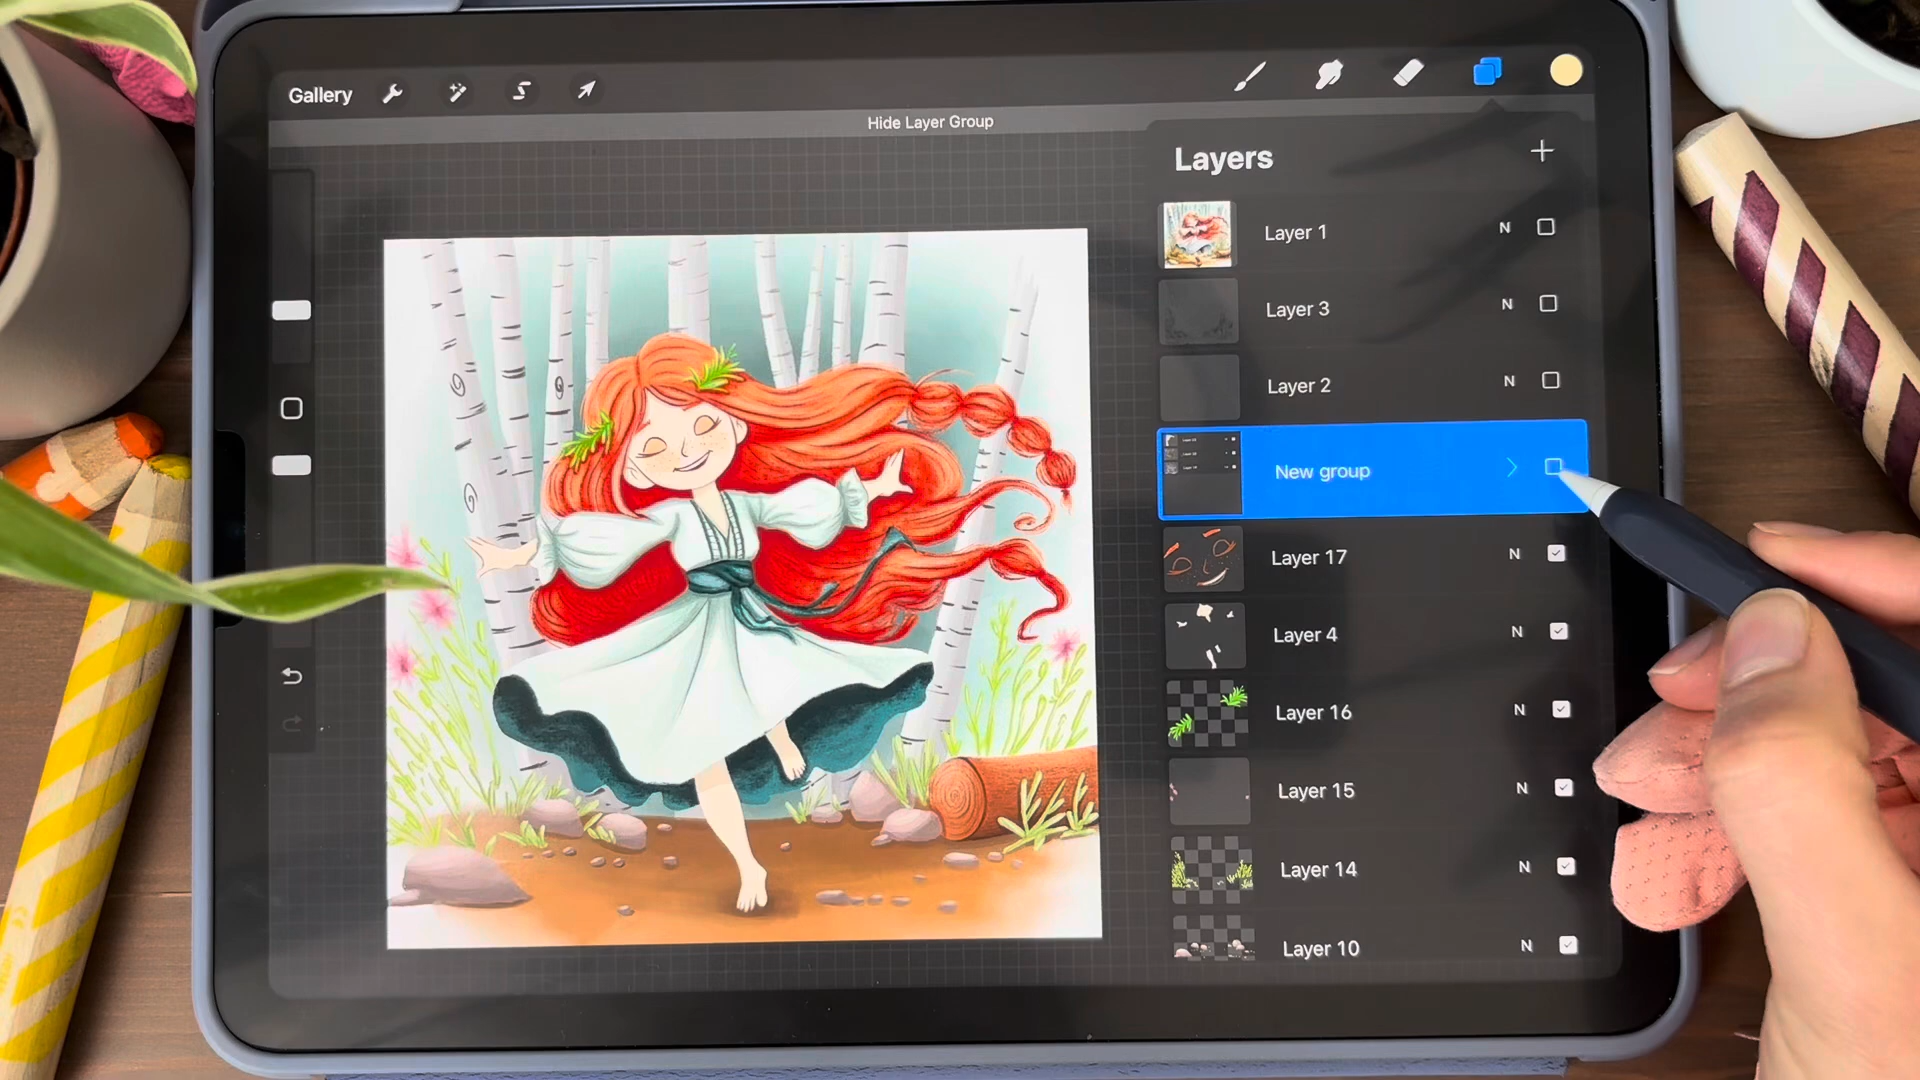 Gallery
Hide Layer Group
Layers
Layer 1 N
Layer 3 N
Layer 2 N
New group
Layer 17 N
Layer 4 N
Layer 16 N
Layer 15 N
Layer 14 N
Layer 10 N